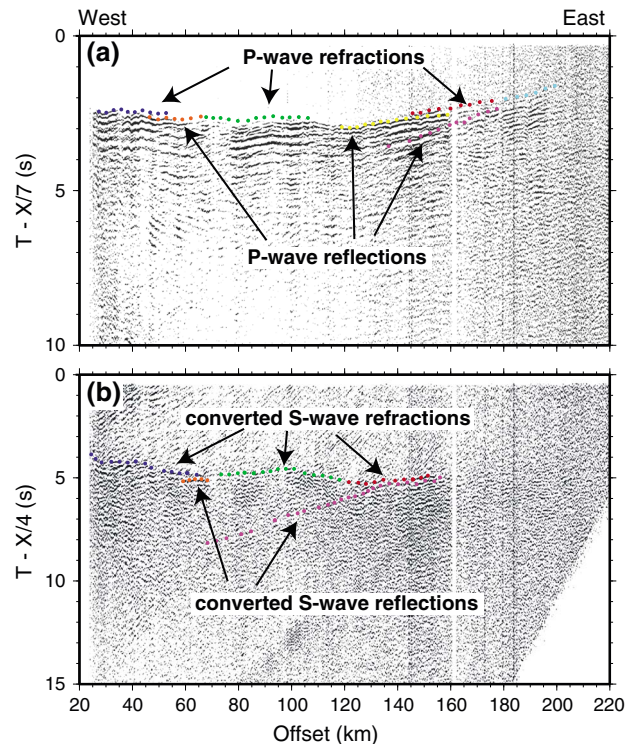 West East
(a)
P-wave refractions
P-wave reflections
T - X/7 (s)
0
5
10
(b)
converted S-wave refractions
converted S-wave reflections
T - X/4 (s)
0
5
10
15
20 40 60 80 100 120 140 160 180 200 220
Offset (km)